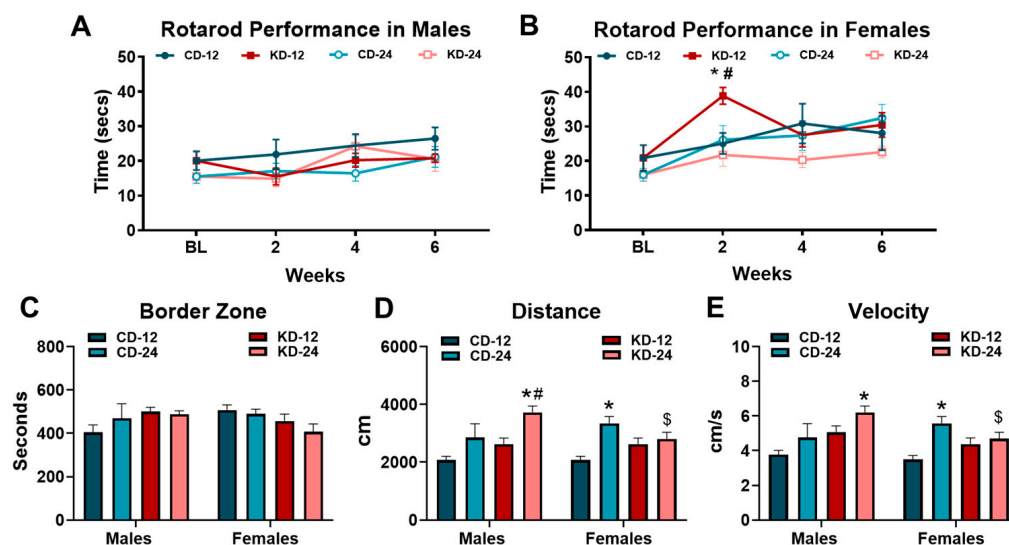 A Rotarod Performance in Males
CD-12 KD-12 CD-24 KD-24
50
40
30
20
10
0
Time (secs)
BL 2 4 6
Weeks
B Rotarod Performance in Females
CD-12 KD-12 CD-24 KD-24
* #
50
40
30
20
10
0
Time (secs)
BL 2 4 6
Weeks
C Border Zone
CD-12 KD-12
CD-24 KD-24
800
600
400
200
0
Seconds
Males Females
D Distance
CD-12 KD-12
CD-24 KD-24
6000
4000
2000
0
cm
*# * $
Males Females
E Velocity
CD-12 KD-12
CD-24 KD-24
10
8
6
4
2
0
cm/s
* * $
Males Females